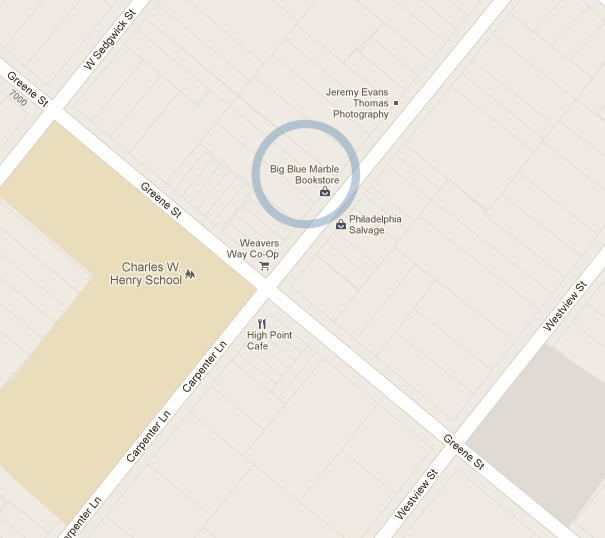 W Sedgwick St
Greene St
7000
Jeremy Evans
Thomas
Photography
Big Blue Marble
Bookstore
Greene St
Philadelphia
Salvage
Weavers
Way Co-Op
Charles W.
Henry School
Westview St
High Point
Cafe
Carpenter Ln
Carpenter Ln
Greene St
Westview St
arpenter Ln